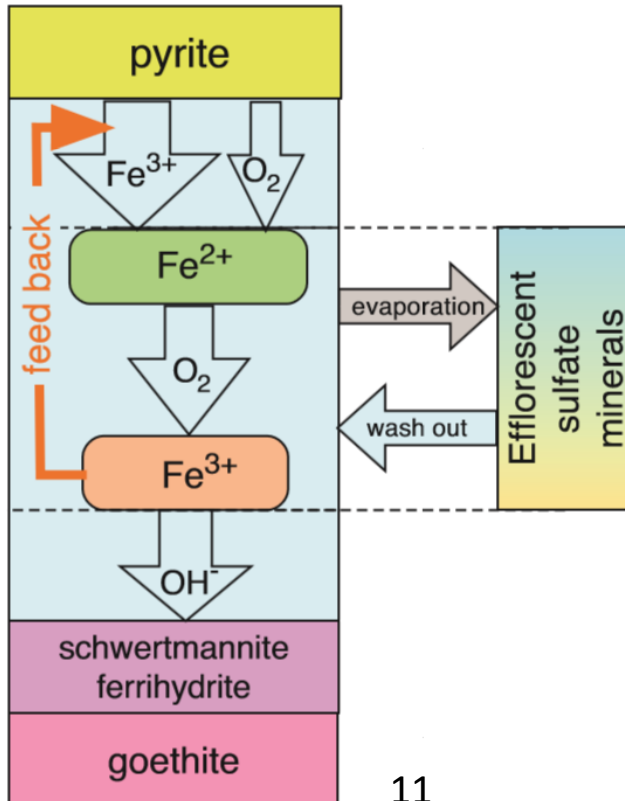 pyrite
Fe³⁺
O₂
feed back
Fe²⁺
evaporation
Efflorescent
sulfate
minerals
O₂
wash out
Fe³⁺
OH⁻
schwertmannite
ferrihydrite
goethite
11